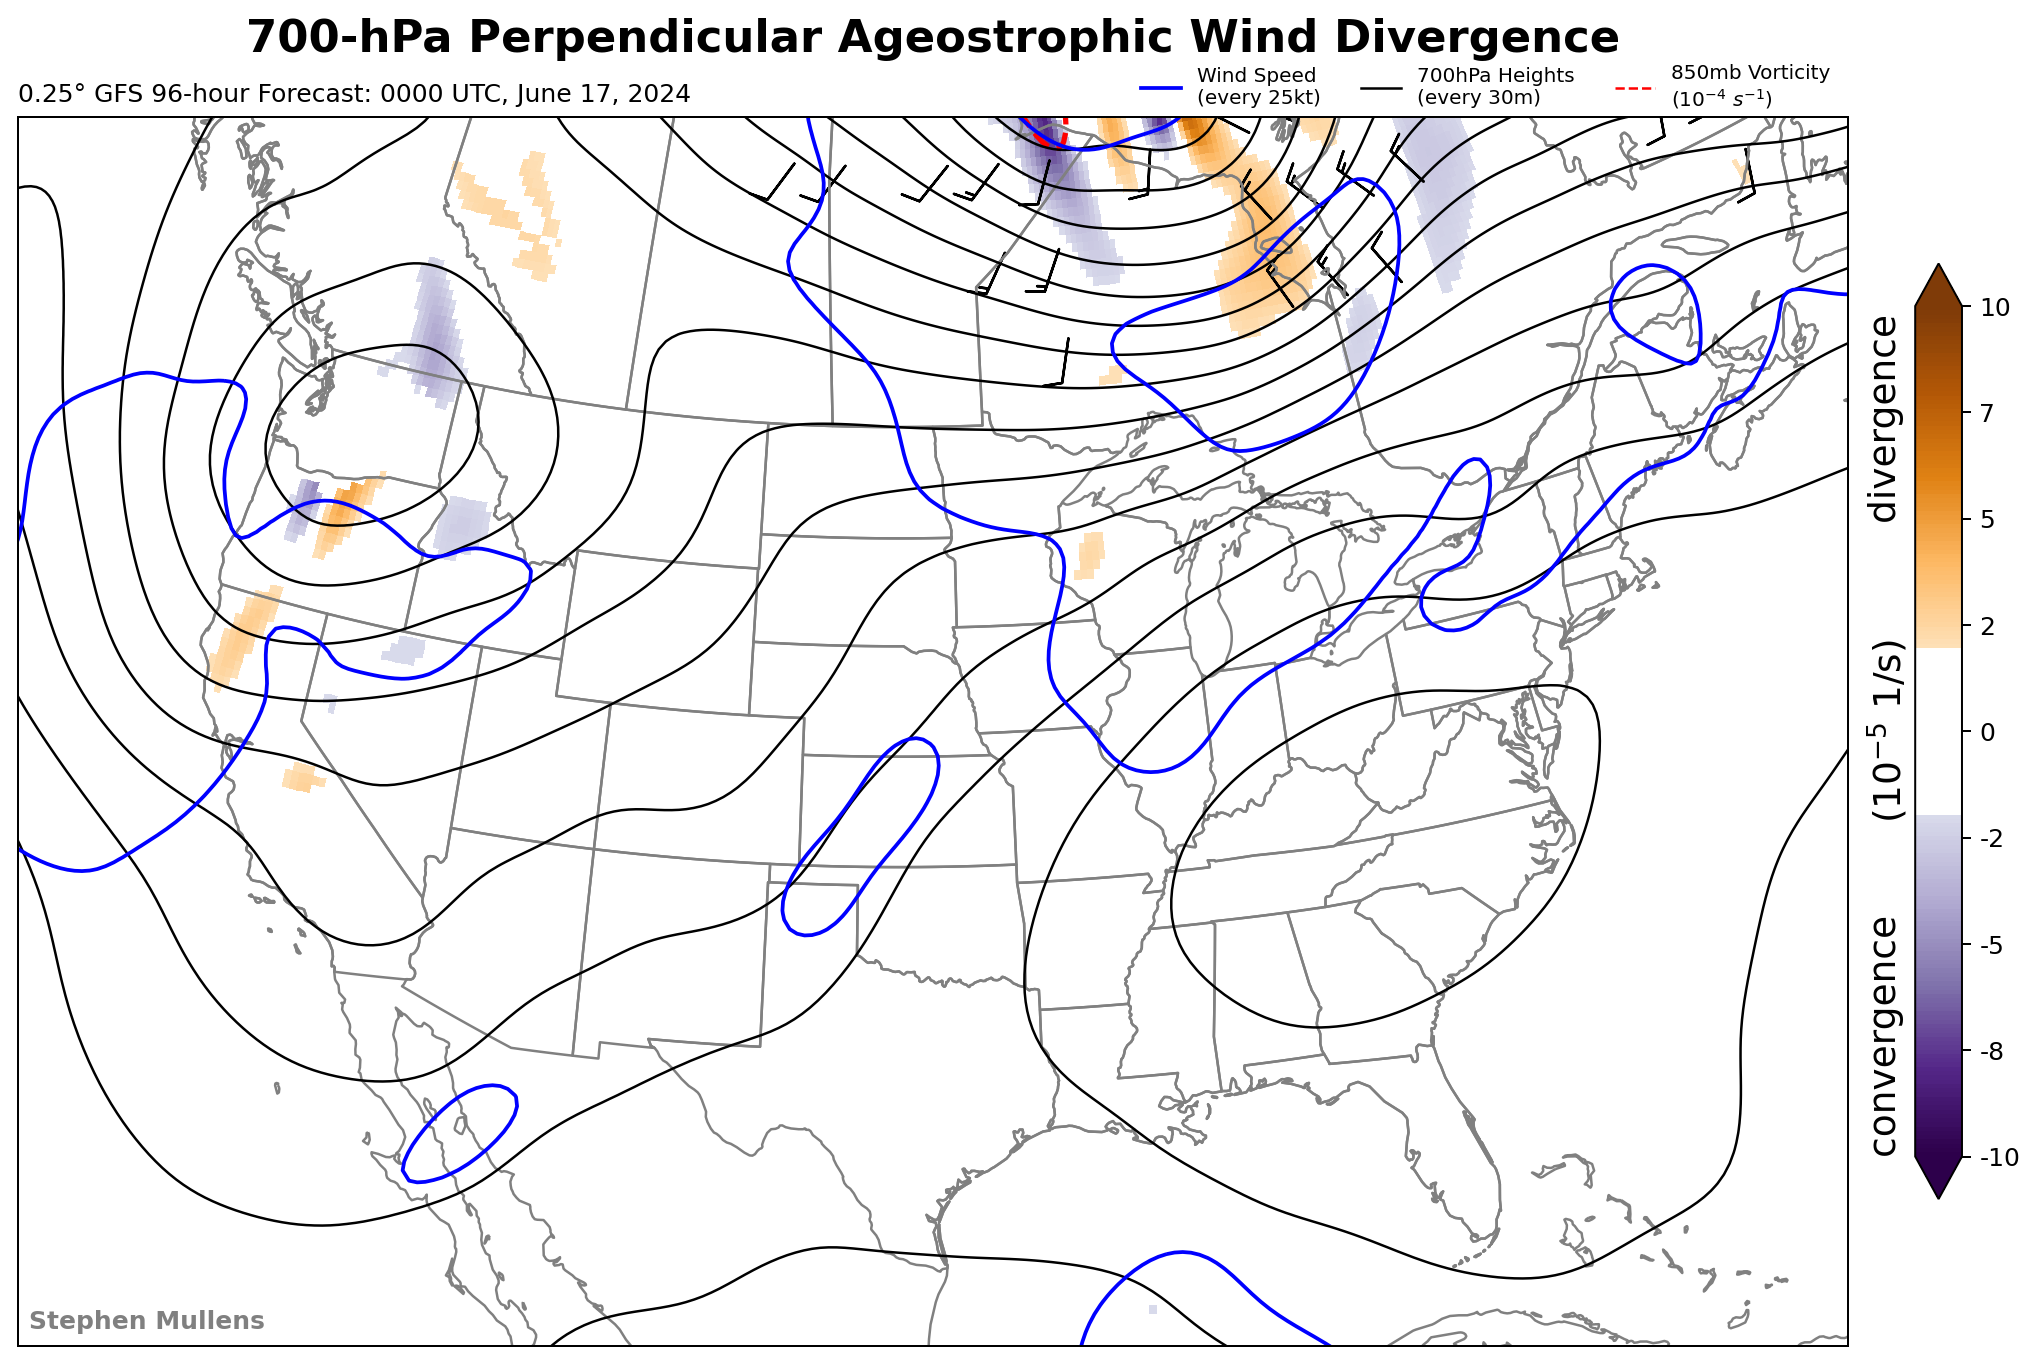 700-hPa Perpendicular Ageostrophic Wind Divergence
0.25° GFS 96-hour Forecast: 0000 UTC, June 17, 2024
Wind Speed
(every 25kt)
700hPa Heights
(every 30m)
850mb Vorticity
(10⁻⁴ s⁻¹)
10
7
5
2
0
-2
-5
-8
-10
convergence (10⁻⁵ 1/s) divergence
Stephen Mullens